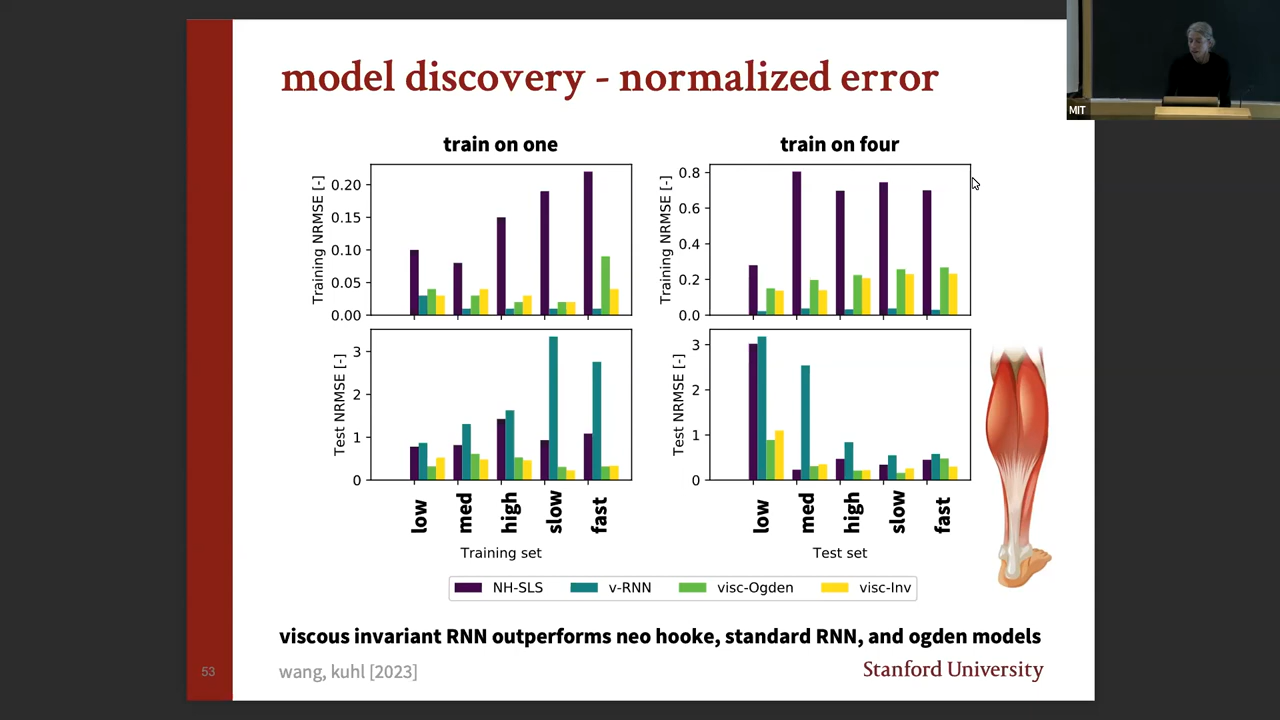 model discovery - normalized error
MIT
train on one
train on four
Training NRMSE [-]
0.20
0.15
0.10
0.05
0.00
Training NRMSE [-]
0.8
0.6
0.4
0.2
0.0
Test NRMSE [-]
3
2
1
0
Test NRMSE [-]
3
2
1
0
low med high slow fast
low med high slow fast
Training set
Test set
NH-SLS v-RNN visc-Ogden visc-Inv
viscous invariant RNN outperforms neo hooke, standard RNN, and ogden models
53
wang, kuhl [2023]
Stanford University